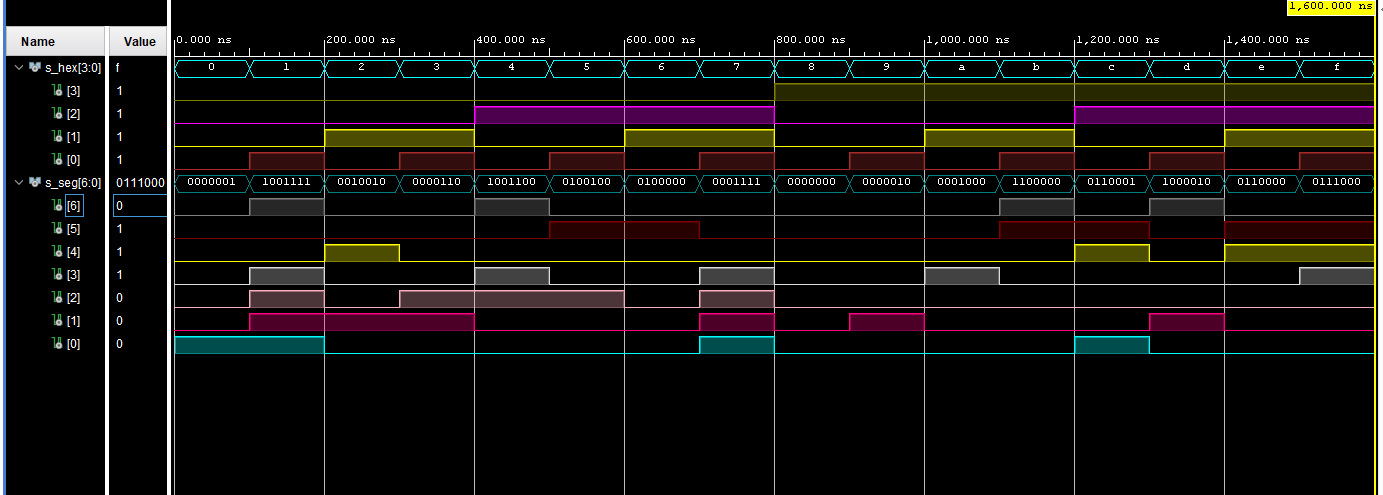 1,600.000 ns
Name Value
0.000 ns 200.000 ns 400.000 ns 600.000 ns 800.000 ns 1,000.000 ns 1,200.000 ns 1,400.000 ns
s_hex[3:0] f 0 1 2 3 4 5 6 7 8 9 a b c d e f
[3] 1
[2] 1
[1] 1
[0] 1
s_seg[6:0] 0111000 0000001 1001111 0010010 0000110 1001100 0100100 0100000 0001111 0000000 0000010 0001000 1100000 0110001 1000010 0110000 0111000
[6] 0
[5] 1
[4] 1
[3] 1
[2] 0
[1] 0
[0] 0